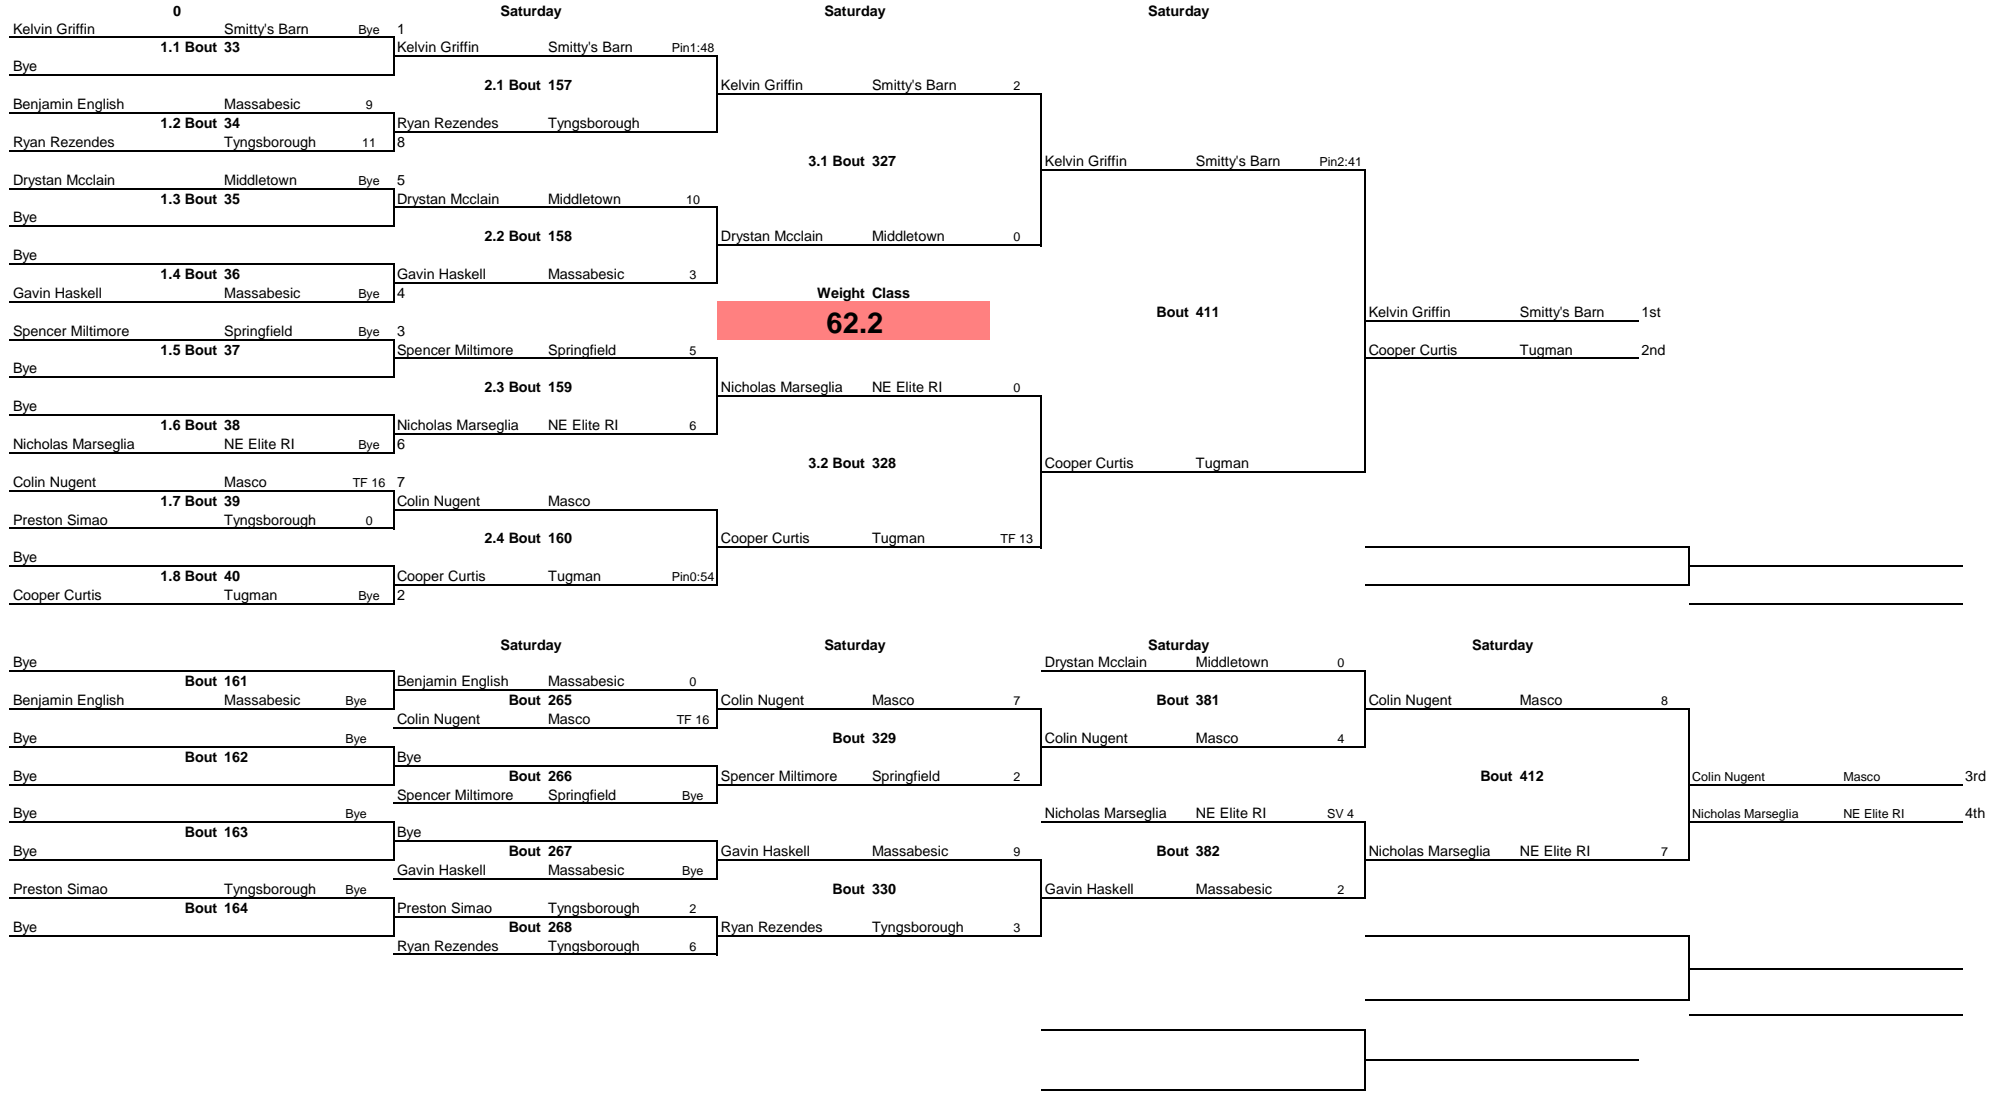 0 Saturday Saturday Saturday
Kelvin Griffin Smitty's Barn Bye 1
1.1 Bout 33 Kelvin Griffin Smitty's Barn Pin1:48
Bye
2.1 Bout 157 Kelvin Griffin Smitty's Barn 2
Benjamin English Massabesic 9
1.2 Bout 34 Ryan Rezendes Tyngsborough
Ryan Rezendes Tyngsborough 11 8
3.1 Bout 327 Kelvin Griffin Smitty's Barn Pin2:41
Drystan Mcclain Middletown Bye 5
1.3 Bout 35 Drystan Mcclain Middletown 10
Bye
2.2 Bout 158 Drystan Mcclain Middletown 0
Bye
1.4 Bout 36 Gavin Haskell Massabesic 3
Gavin Haskell Massabesic Bye 4 Weight Class
Bout 411 Kelvin Griffin Smitty's Barn 1st
62.2
Spencer Miltimore Springfield Bye 3
1.5 Bout 37 Spencer Miltimore Springfield 5 Cooper Curtis Tugman 2nd
Bye
2.3 Bout 159 Nicholas Marseglia NE Elite RI 0
Bye
1.6 Bout 38 Nicholas Marseglia NE Elite RI 6
Nicholas Marseglia NE Elite RI Bye 6
3.2 Bout 328 Cooper Curtis Tugman
Colin Nugent Masco TF 16 7
1.7 Bout 39 Colin Nugent Masco
Preston Simao Tyngsborough 0
2.4 Bout 160 Cooper Curtis Tugman TF 13
Bye
1.8 Bout 40 Cooper Curtis Tugman Pin0:54
Cooper Curtis Tugman Bye 2
Saturday Saturday Saturday Saturday
Bye Drystan Mcclain Middletown 0
Bout 161 Benjamin English Massabesic 0
Benjamin English Massabesic Bye Bout 265 Colin Nugent Masco 7 Bout 381 Colin Nugent Masco 8
Colin Nugent Masco TF 16
Bye Bye Bout 329 Colin Nugent Masco 4
Bout 162 Bye
Bye Bout 266 Spencer Miltimore Springfield 2 Bout 412 Colin Nugent Masco 3rd
Spencer Miltimore Springfield Bye
Bye Bye Nicholas Marseglia NE Elite RI SV 4 Nicholas Marseglia NE Elite RI 4th
Bout 163 Bye
Bye Bout 267 Gavin Haskell Massabesic 9 Bout 382 Nicholas Marseglia NE Elite RI 7
Gavin Haskell Massabesic Bye
Preston Simao Tyngsborough Bye Bout 330 Gavin Haskell Massabesic 2
Bout 164 Preston Simao Tyngsborough 2
Bye Bout 268 Ryan Rezendes Tyngsborough 3
Ryan Rezendes Tyngsborough 6